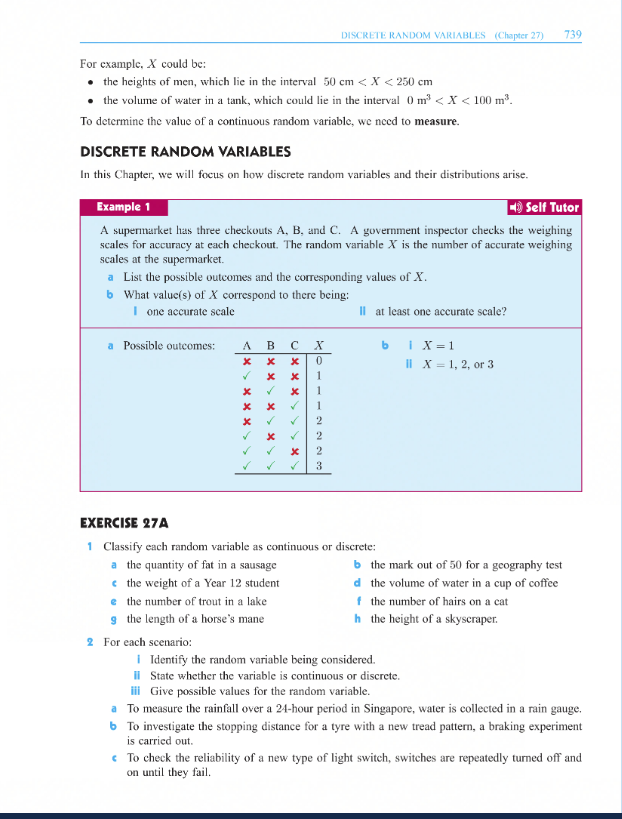 DISCRETE RANDOM VARIABLES (Chapter 27) 739
For example, X could be:
• the heights of men, which lie in the interval 50 cm < X < 250 cm
• the volume of water in a tank, which could lie in the interval 0 m³ < X < 100 m³.
To determine the value of a continuous random variable, we need to measure.
DISCRETE RANDOM VARIABLES
In this Chapter, we will focus on how discrete random variables and their distributions arise.
Example 1 Self Tutor
A supermarket has three checkouts A, B, and C. A government inspector checks the weighing
scales for accuracy at each checkout. The random variable X is the number of accurate weighing
scales at the supermarket.
a List the possible outcomes and the corresponding values of X.
b What value(s) of X correspond to there being:
i one accurate scale ii at least one accurate scale?
a Possible outcomes:
A B C X
✗ ✗ ✗ 0
✓ ✗ ✗ 1
✗ ✓ ✗ 1
✗ ✗ ✓ 1
✗ ✓ ✓ 2
✓ ✗ ✓ 2
✓ ✓ ✗ 2
✓ ✓ ✓ 3
b i X = 1
ii X = 1, 2, or 3
EXERCISE 27A
1 Classify each random variable as continuous or discrete:
a the quantity of fat in a sausage b the mark out of 50 for a geography test
c the weight of a Year 12 student d the volume of water in a cup of coffee
e the number of trout in a lake f the number of hairs on a cat
g the length of a horse's mane h the height of a skyscraper.
2 For each scenario:
i Identify the random variable being considered.
ii State whether the variable is continuous or discrete.
iii Give possible values for the random variable.
a To measure the rainfall over a 24-hour period in Singapore, water is collected in a rain gauge.
b To investigate the stopping distance for a tyre with a new tread pattern, a braking experiment
is carried out.
c To check the reliability of a new type of light switch, switches are repeatedly turned off and
on until they fail.